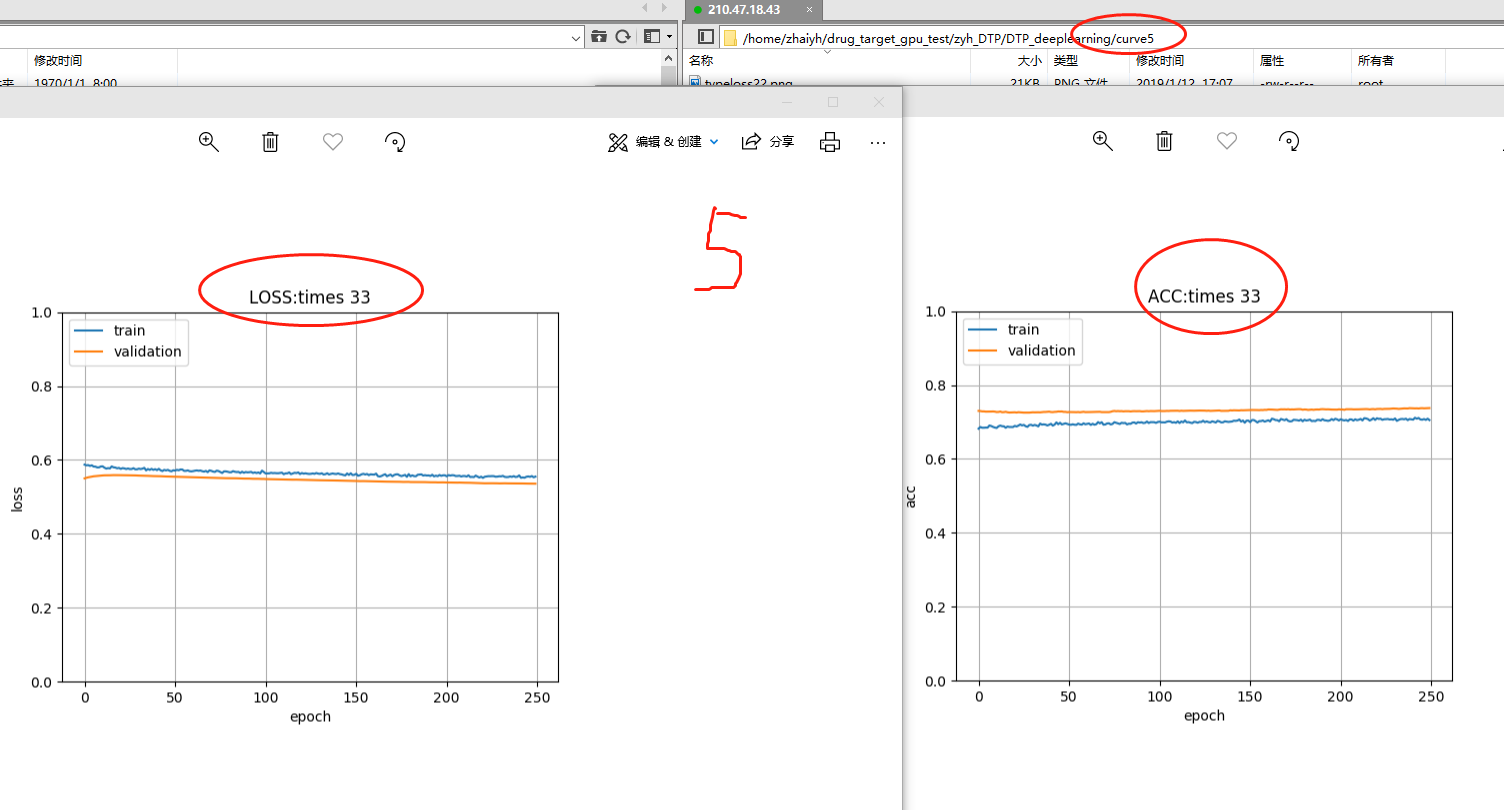 210.47.18.43 ×
/home/zhaiyh/drug_target_gpu_test/zyh_DTP/DTP_deeplearning/curve5
修改时间
名称 大小 类型 修改时间 属性 所有者
1970/1/1 8:00
typeloss22.png 21KB PNG 文件 2019/1/12 17:07 -rw-r--r-- root
编辑 & 创建 分享
5
LOSS:times 33
train
validation
1.0
0.8
0.6
0.4
0.2
0.0
loss
0 50 100 150 200 250
epoch
ACC:times 33
train
validation
1.0
0.8
0.6
0.4
0.2
0.0
acc
0 50 100 150 200 250
epoch